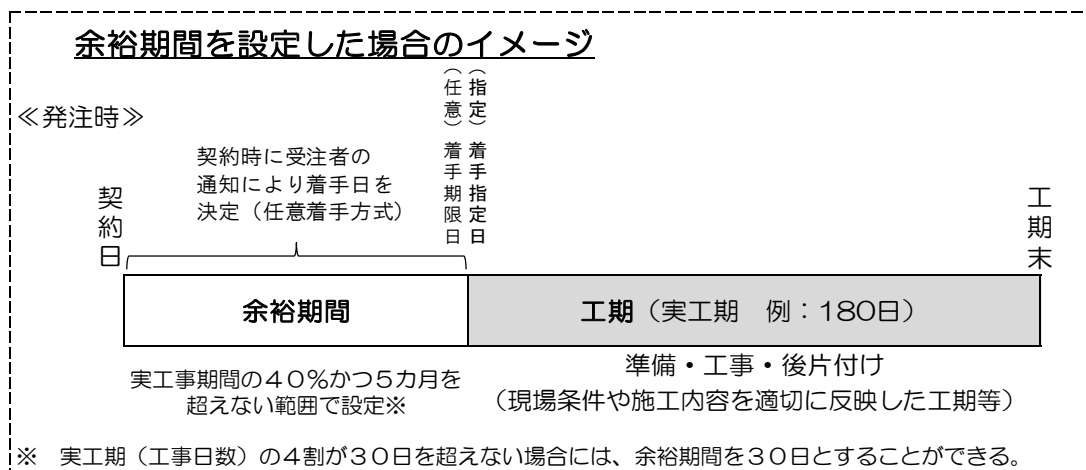 余裕期間を設定した場合のイメージ
≪発注時≫
契約時に受注者の
通知により着手日を
決定（任意着手方式）
（指定）着手指定日
（任意）着手期限日
契約日
工期末
余裕期間
工期（実工期　例：１８０日）
実工事期間の４０％かつ５カ月を
超えない範囲で設定※
準備・工事・後片付け
（現場条件や施工内容を適切に反映した工期等）
※　実工期（工事日数）の４割が３０日を超えない場合には、余裕期間を３０日とすることができる。